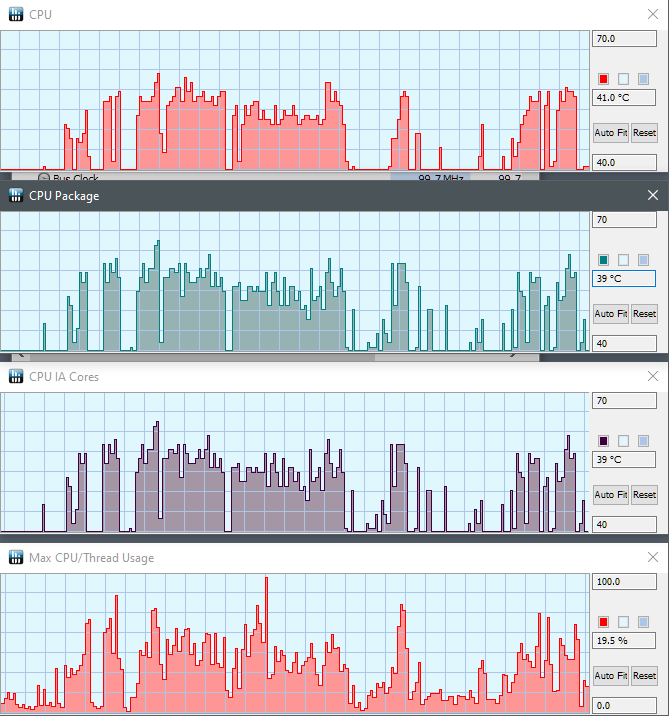 CPU
70.0
41.0 °C
Auto Fit Reset
40.0
Bus Clock 99.7 MHz 99.7
CPU Package
70
39 °C
Auto Fit Reset
40
CPU IA Cores
70
39 °C
Auto Fit Reset
40
Max CPU/Thread Usage
100.0
19.5 %
Auto Fit Reset
0.0